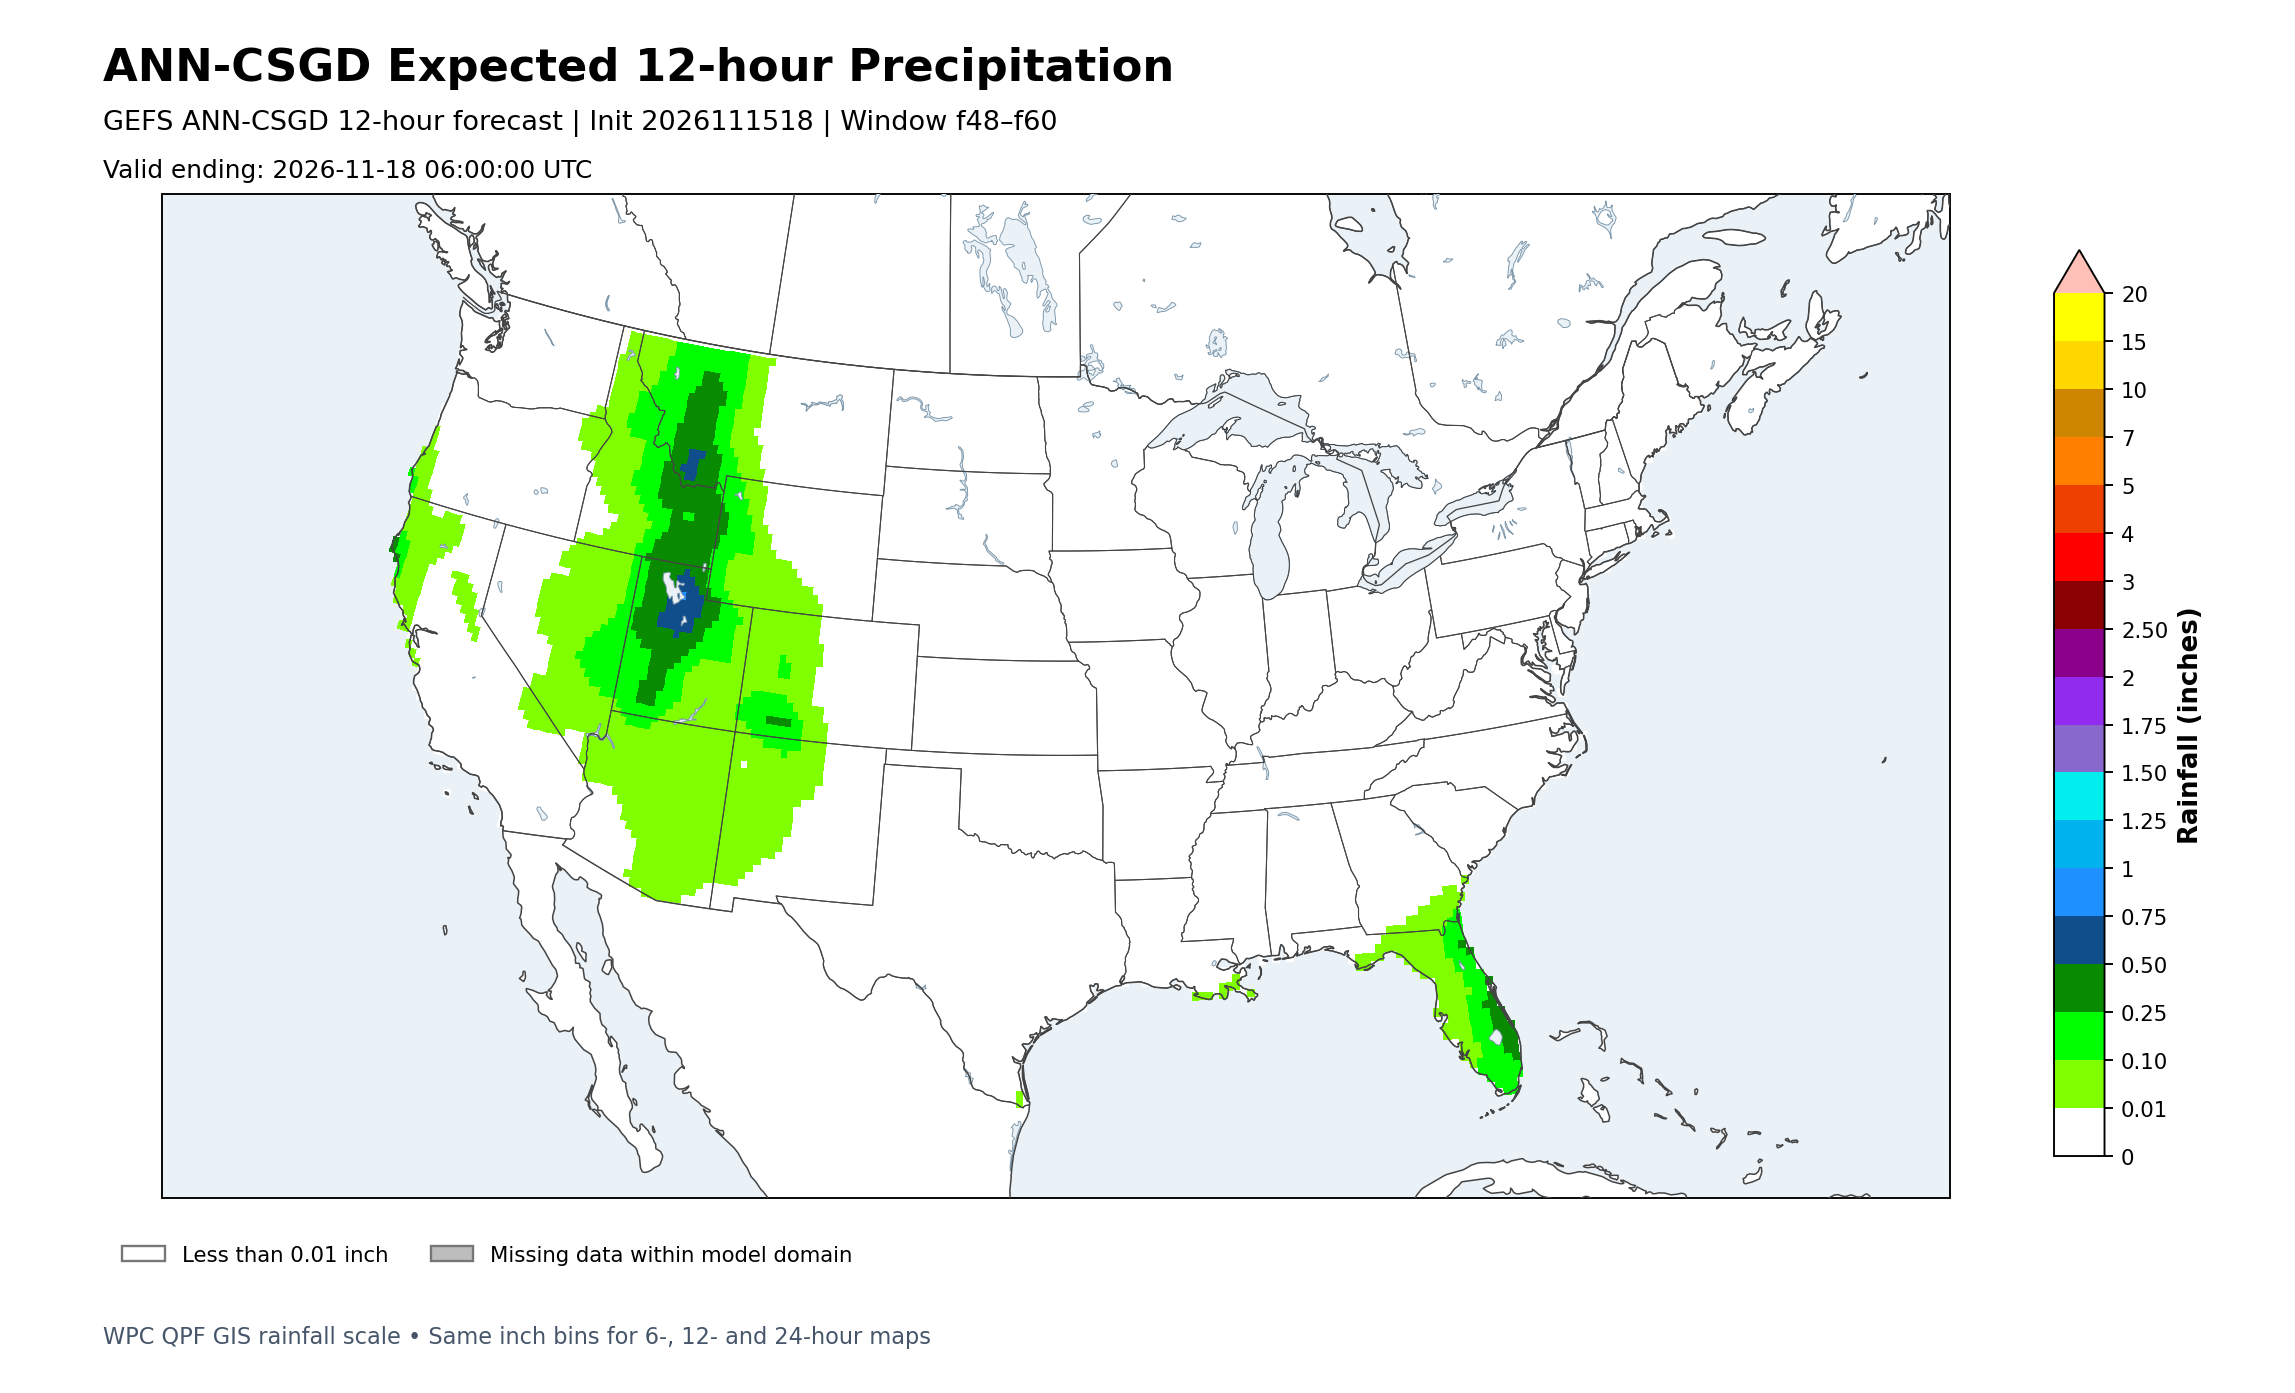 ANN-CSGD Expected 12-hour Precipitation
GEFS ANN-CSGD 12-hour forecast | Init 2026111518 | Window f48–f60
Valid ending: 2026-11-18 06:00:00 UTC
20
15
10
7
5
4
3
2.50
2
1.75
1.50
1.25
1
0.75
0.50
0.25
0.10
0.01
0
Rainfall (inches)
Less than 0.01 inch
Missing data within model domain
WPC QPF GIS rainfall scale • Same inch bins for 6-, 12- and 24-hour maps